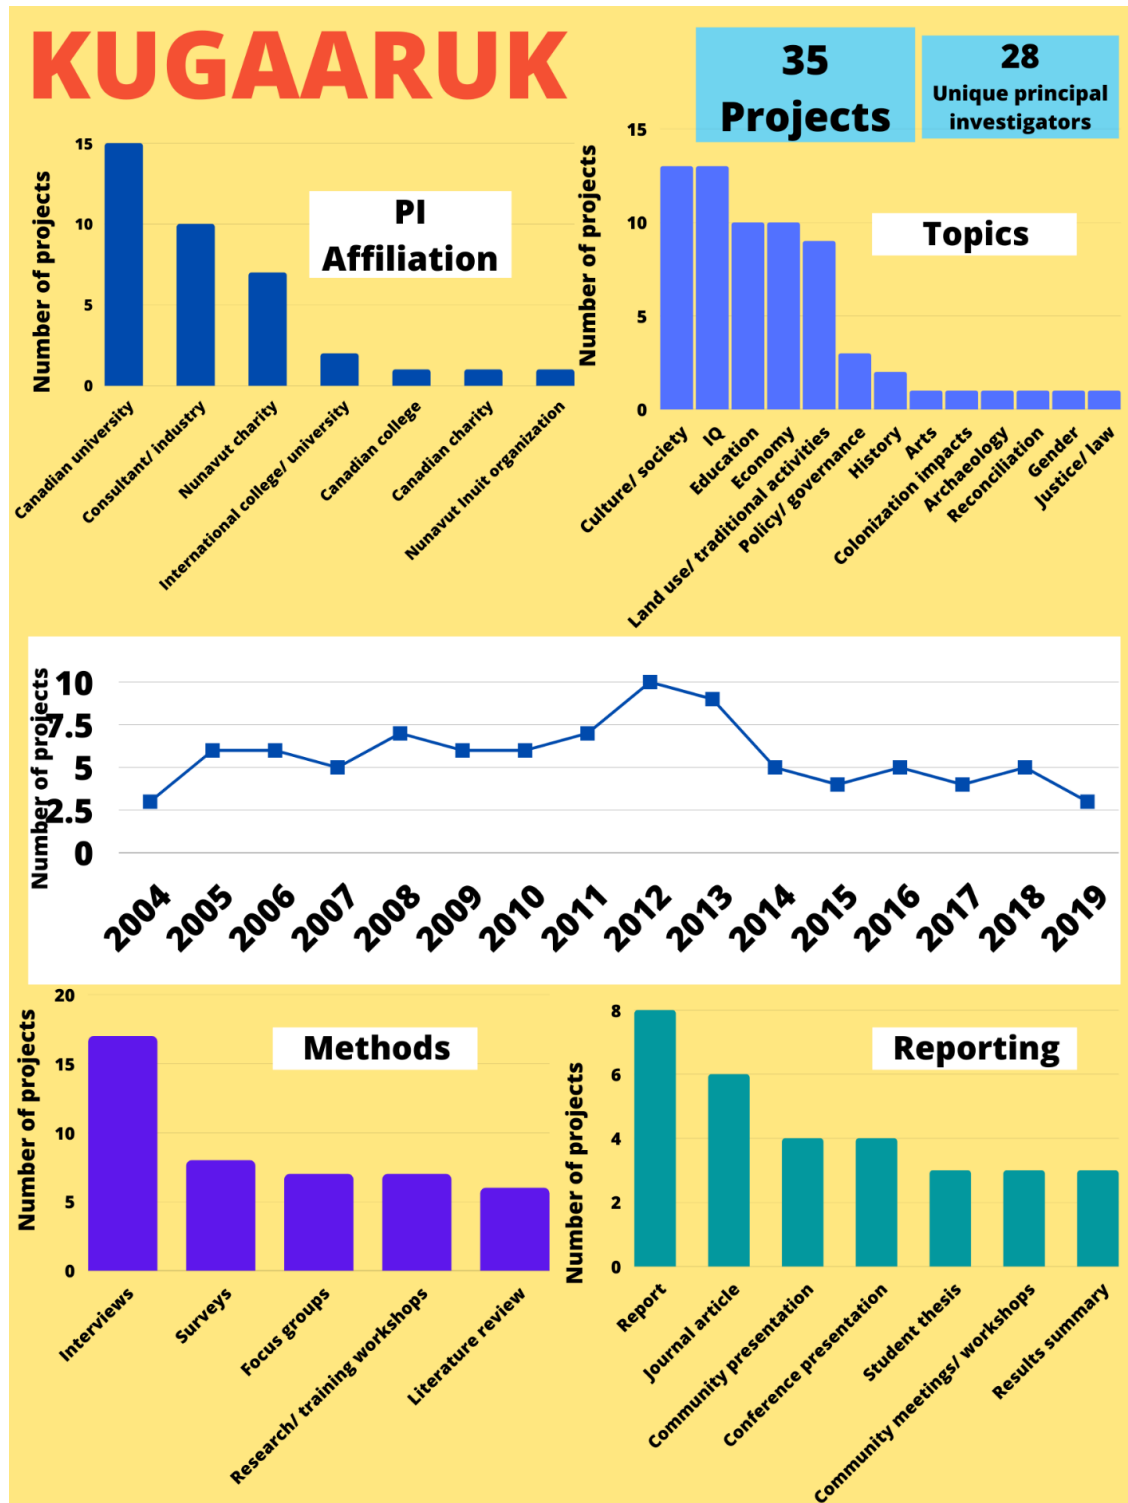 KUGAARUK
35
Projects
28
Unique principal
investigators
Number of projects
15
10
5
0
PI
Affiliation
Canadian university
Consultant/ industry
Nunavut charity
International college/ university
Canadian college
Canadian charity
Nunavut Inuit organization
Number of projects
15
10
5
0
Topics
Culture/ society
IQ
Education
Economy
Land use/ traditional activities
Policy/ governance
History
Arts
Colonization impacts
Archaeology
Reconciliation
Gender
Justice/ law
Number of projects
10
7.5
5
2.5
0
2004
2005
2006
2007
2008
2009
2010
2011
2012
2013
2014
2015
2016
2017
2018
2019
Number of projects
20
15
10
5
0
Methods
Interviews
Surveys
Focus groups
Research/ training workshops
Literature review
Number of projects
8
6
4
2
0
Reporting
Report
Journal article
Community presentation
Conference presentation
Student thesis
Community meetings/ workshops
Results summary